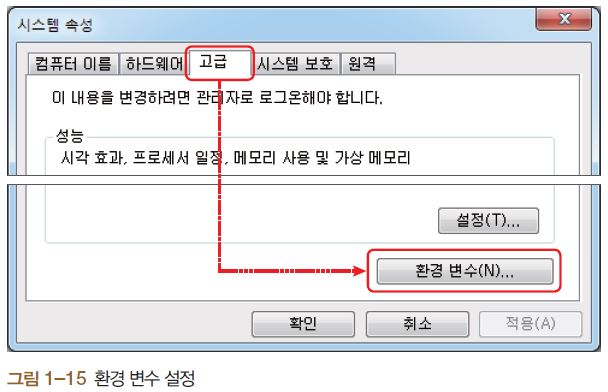 시스템 속성
컴퓨터 이름 하드웨어 고급 시스템 보호 원격
이 내용을 변경하려면 관리자로 로그온해야 합니다.
성능
시각 효과, 프로세서 일정, 메모리 사용 및 가상 메모리
설정(T)...
환경 변수(N)...
확인 취소 적용(A)
그림 1-15 환경 변수 설정